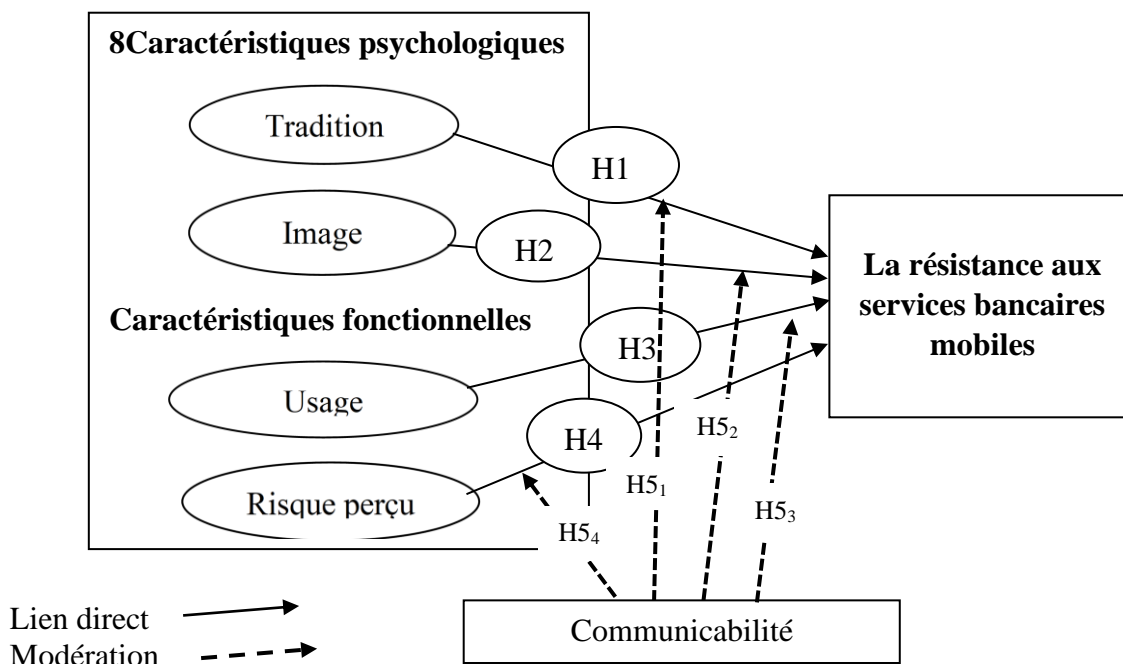 8Caractéristiques psychologiques
Tradition
H1
Image
H2
La résistance aux
services bancaires
mobiles
Caractéristiques fonctionnelles
H3
Usage
H4
H5₂
Risque perçu
H5₁
H5₃
H5₄
Lien direct
Modération
Communicabilité